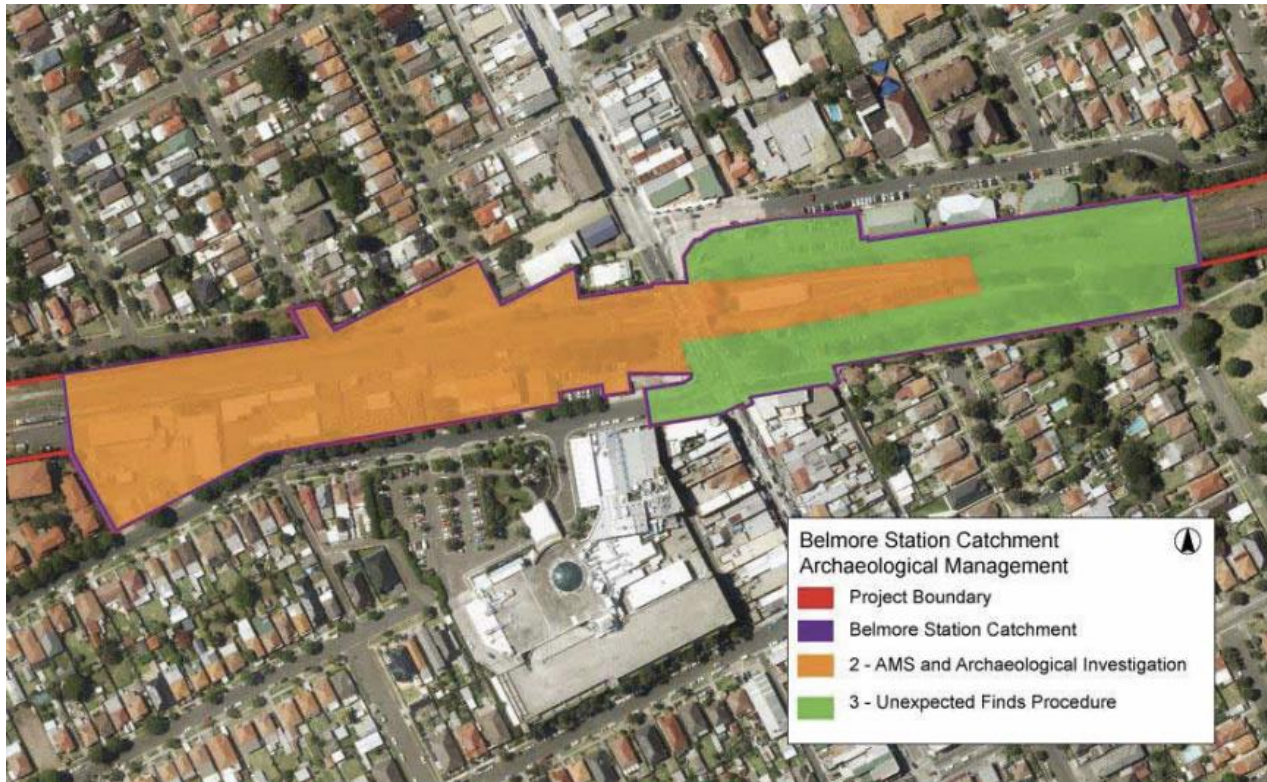 Belmore Station Catchment
Archaeological Management
Project Boundary
Belmore Station Catchment
2 - AMS and Archaeological Investigation
3 - Unexpected Finds Procedure